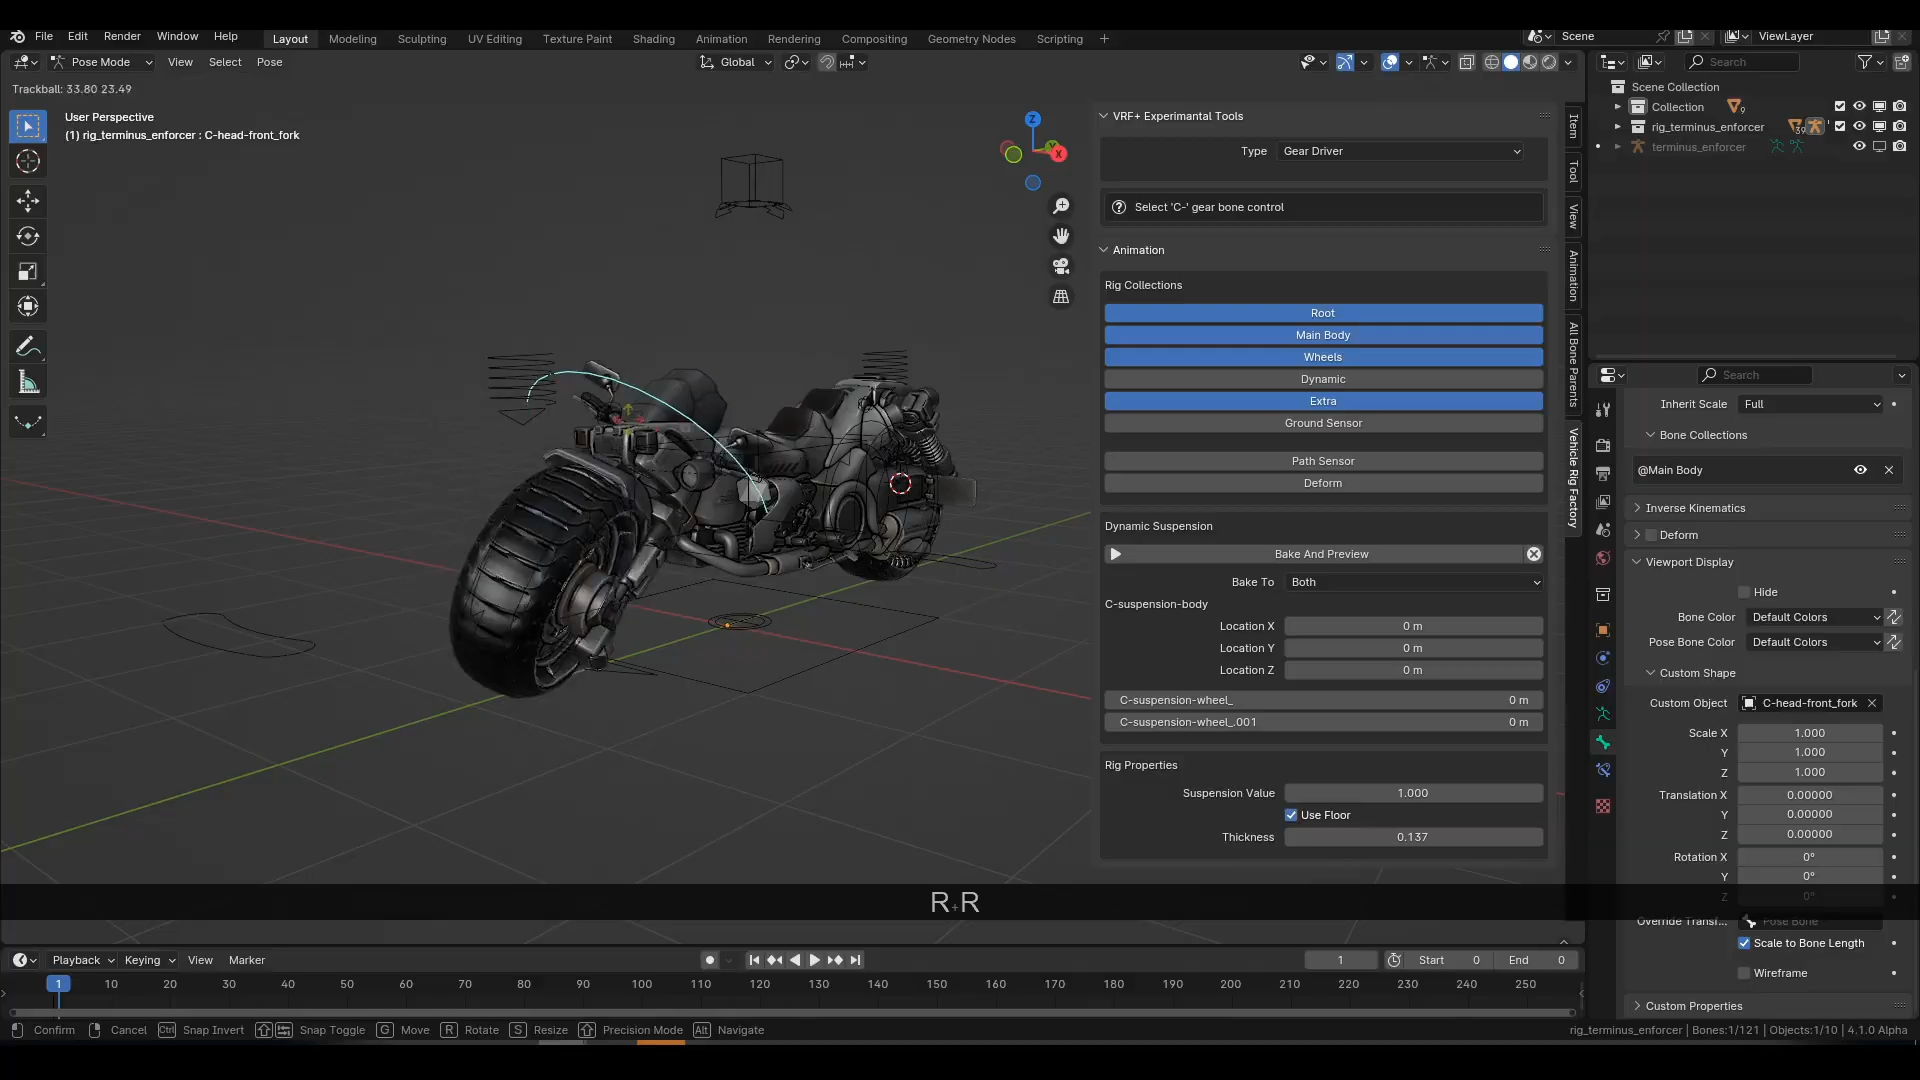 File Edit Render Window Help Layout Modeling Sculpting UV Editing Texture Paint Shading Animation Rendering Compositing Geometry Nodes Scripting + Scene ViewLayer
Pose Mode View Select Pose Global Search
Trackball: 33.80 23.49
User Perspective
(1) rig_terminus_enforcer : C-head-front_fork
Z
X
VRF+ Experimantal Tools
Type Gear Driver
Select 'C-' gear bone control
Animation
Rig Collections
Root
Main Body
Wheels
Dynamic
Extra
Ground Sensor
Path Sensor
Deform
Dynamic Suspension
Bake And Preview
Bake To Both
C-suspension-body
Location X 0 m
Location Y 0 m
Location Z 0 m
C-suspension-wheel_ 0 m
C-suspension-wheel_.001 0 m
Rig Properties
Suspension Value 1.000
Use Floor
Thickness 0.137
Item
Tool
View
Animation
All Bone Parents
Vehicle Rig Factory
Scene Collection
Collection 9
rig_terminus_enforcer 39
terminus_enforcer
Search
Inherit Scale Full
Bone Collections
@Main Body
Inverse Kinematics
Deform
Viewport Display
Hide
Bone Color Default Colors
Pose Bone Color Default Colors
Custom Shape
Custom Object C-head-front_fork
Scale X 1.000
Y 1.000
Z 1.000
Translation X 0.00000
Y 0.00000
Z 0.00000
Rotation X 0°
Y 0°
Z 0°
Override Transf... Pose Bone
Scale to Bone Length
Wireframe
Custom Properties
R+R
Playback Keying View Marker 1 Start 0 End 0
1 10 20 30 40 50 60 70 80 90 100 110 120 130 140 150 160 170 180 190 200 210 220 230 240 250
Confirm Cancel Ctrl Snap Invert Snap Toggle G Move R Rotate S Resize Precision Mode Alt Navigate rig_terminus_enforcer | Bones:1/121 | Objects:1/10 | 4.1.0 Alpha